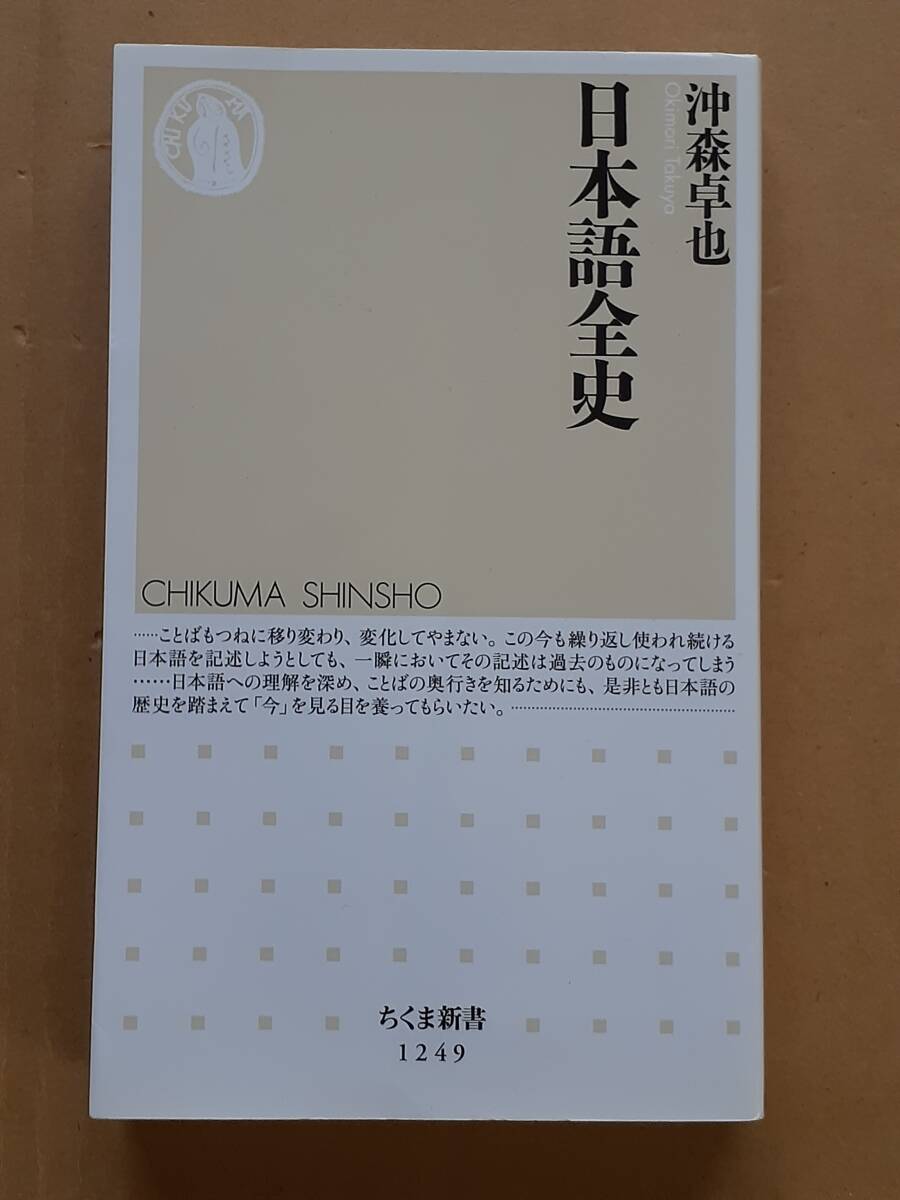 沖森卓也
Okimori Takuya
日本語全史
CHIKUMA
CHIKUMA SHINSHO
……ことばもつねに移り変わり、変化してやまない。この今も繰り返し使われ続ける
日本語を記述しようとしても、一瞬においてその記述は過去のものになってしまう
……日本語への理解を深め、ことばの奥行きを知るためにも、是非とも日本語の
歴史を踏まえて「今」を見る目を養ってもらいたい。……………………………
ちくま新書
1249